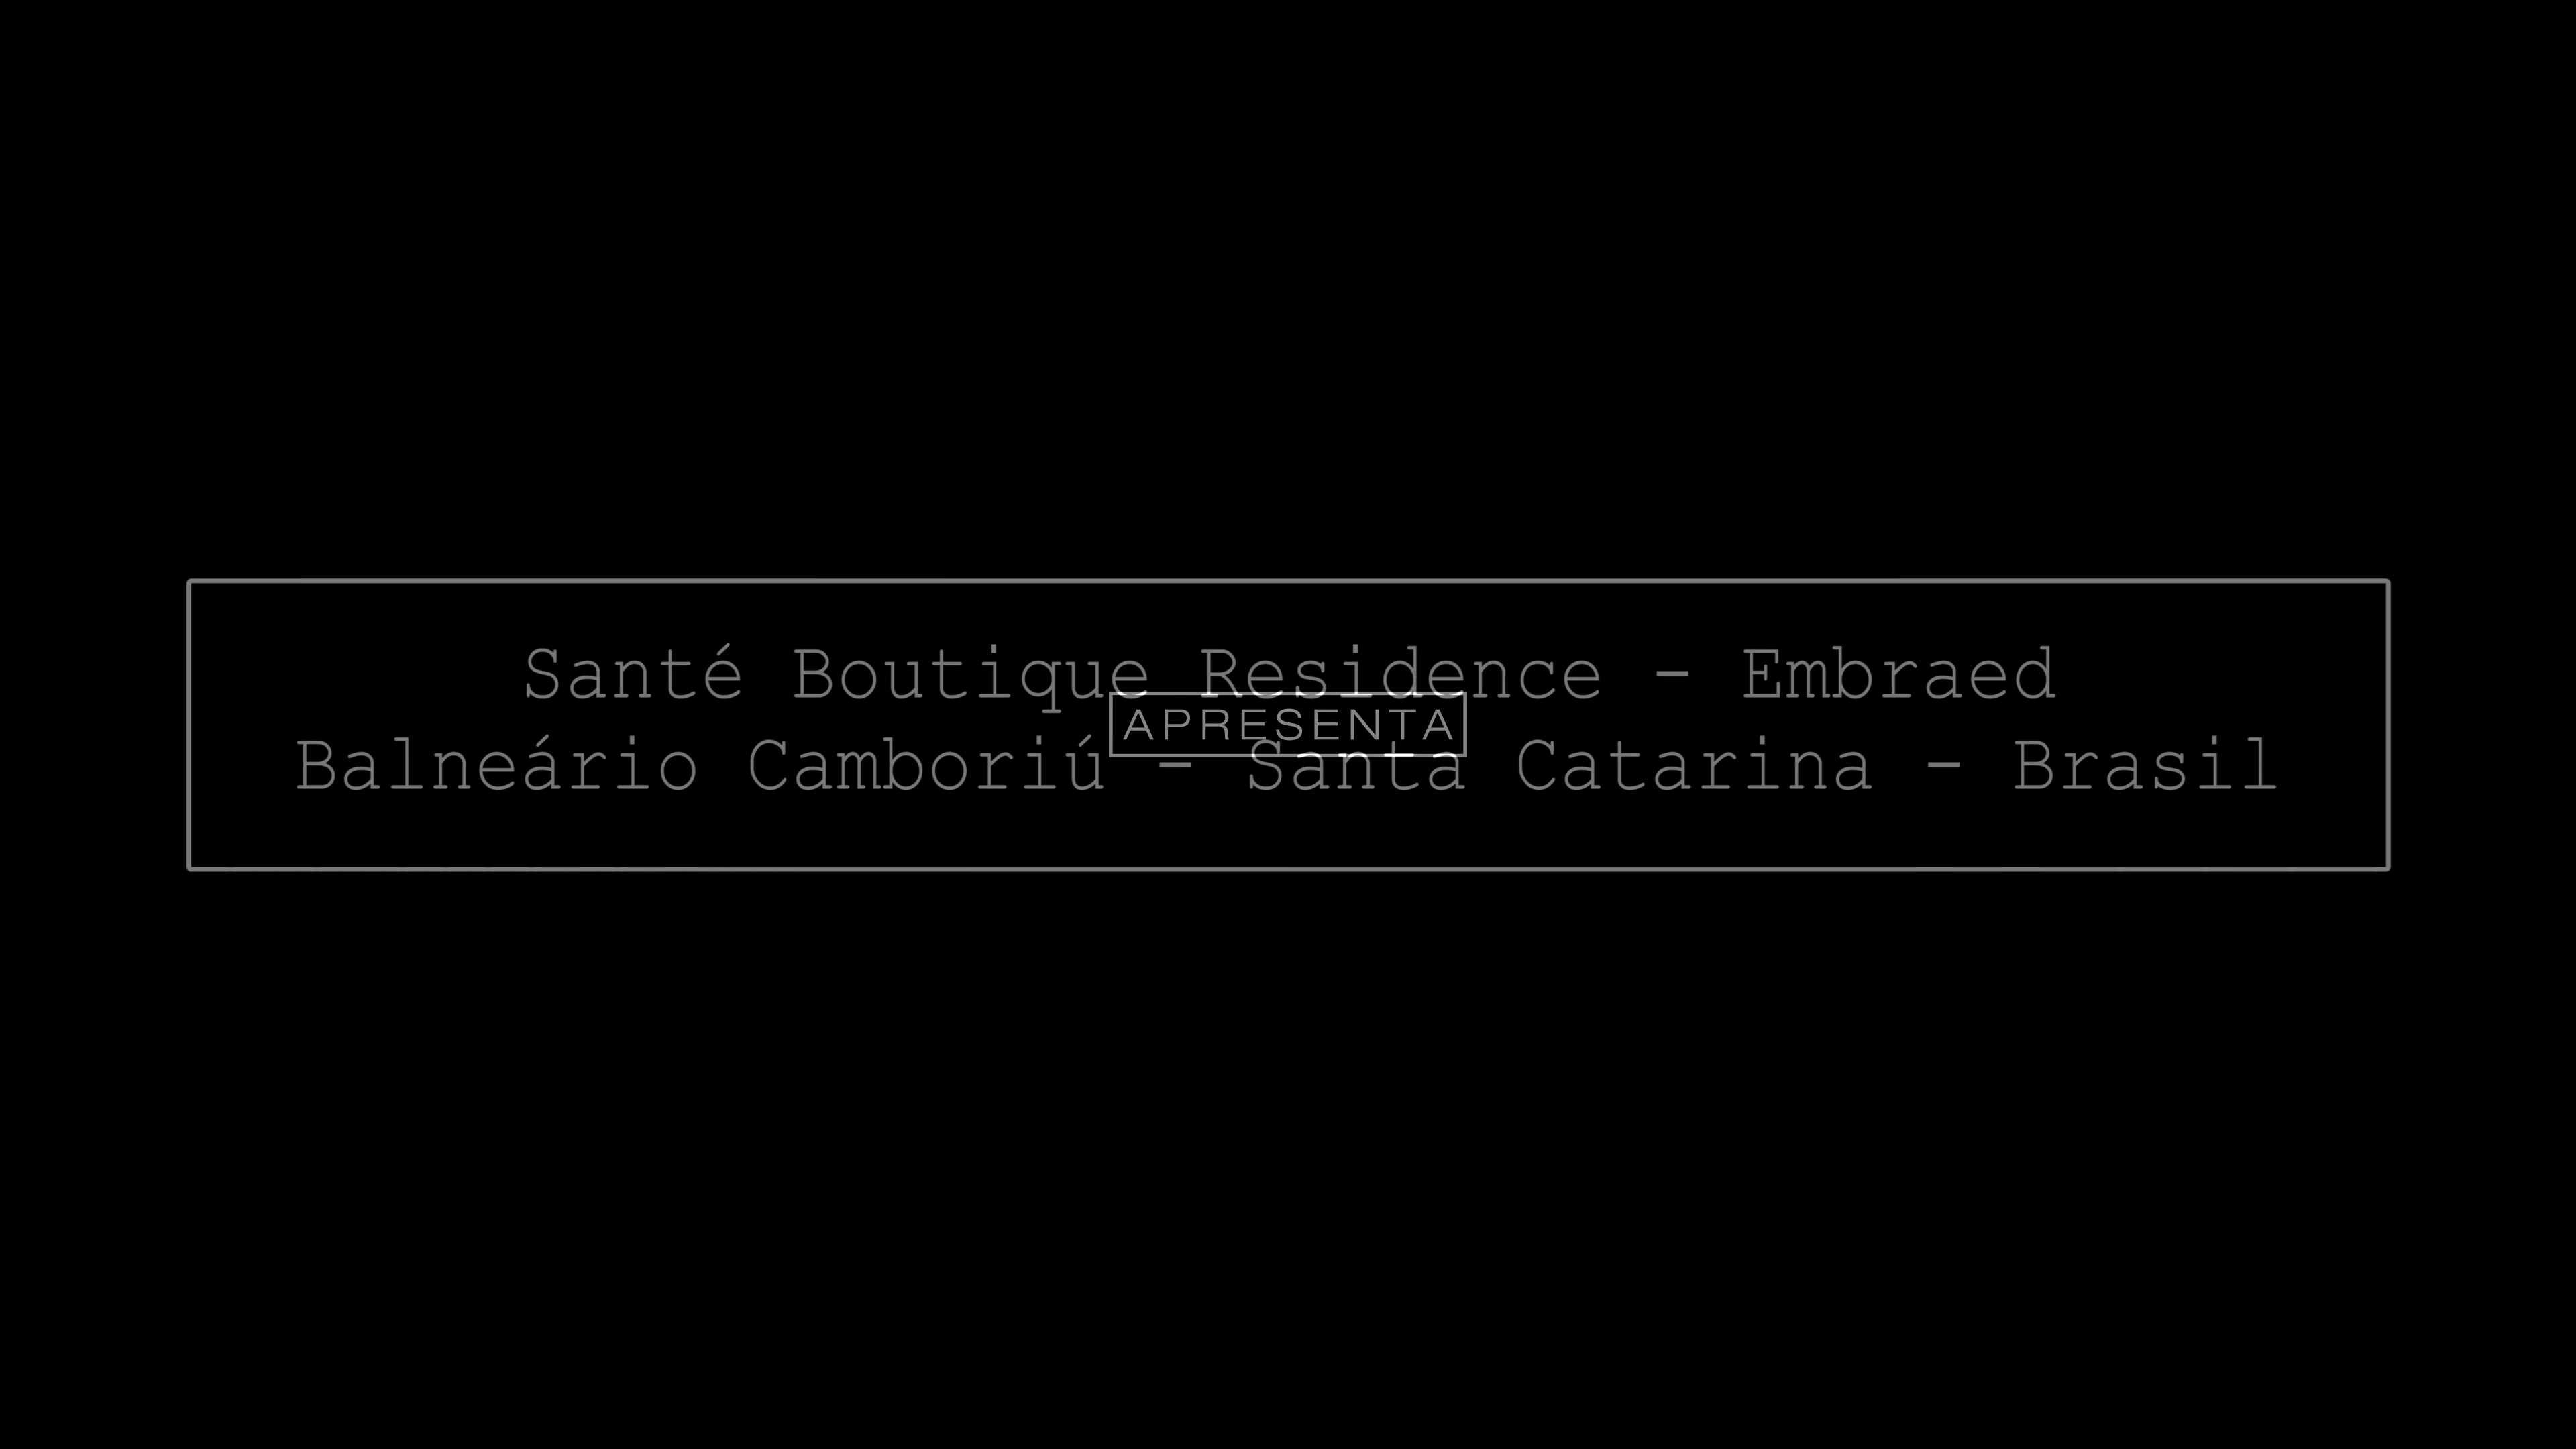 Santé Boutique Residence - Embraed
APRESENTA
Balneário Camboriú - Santa Catarina - Brasil